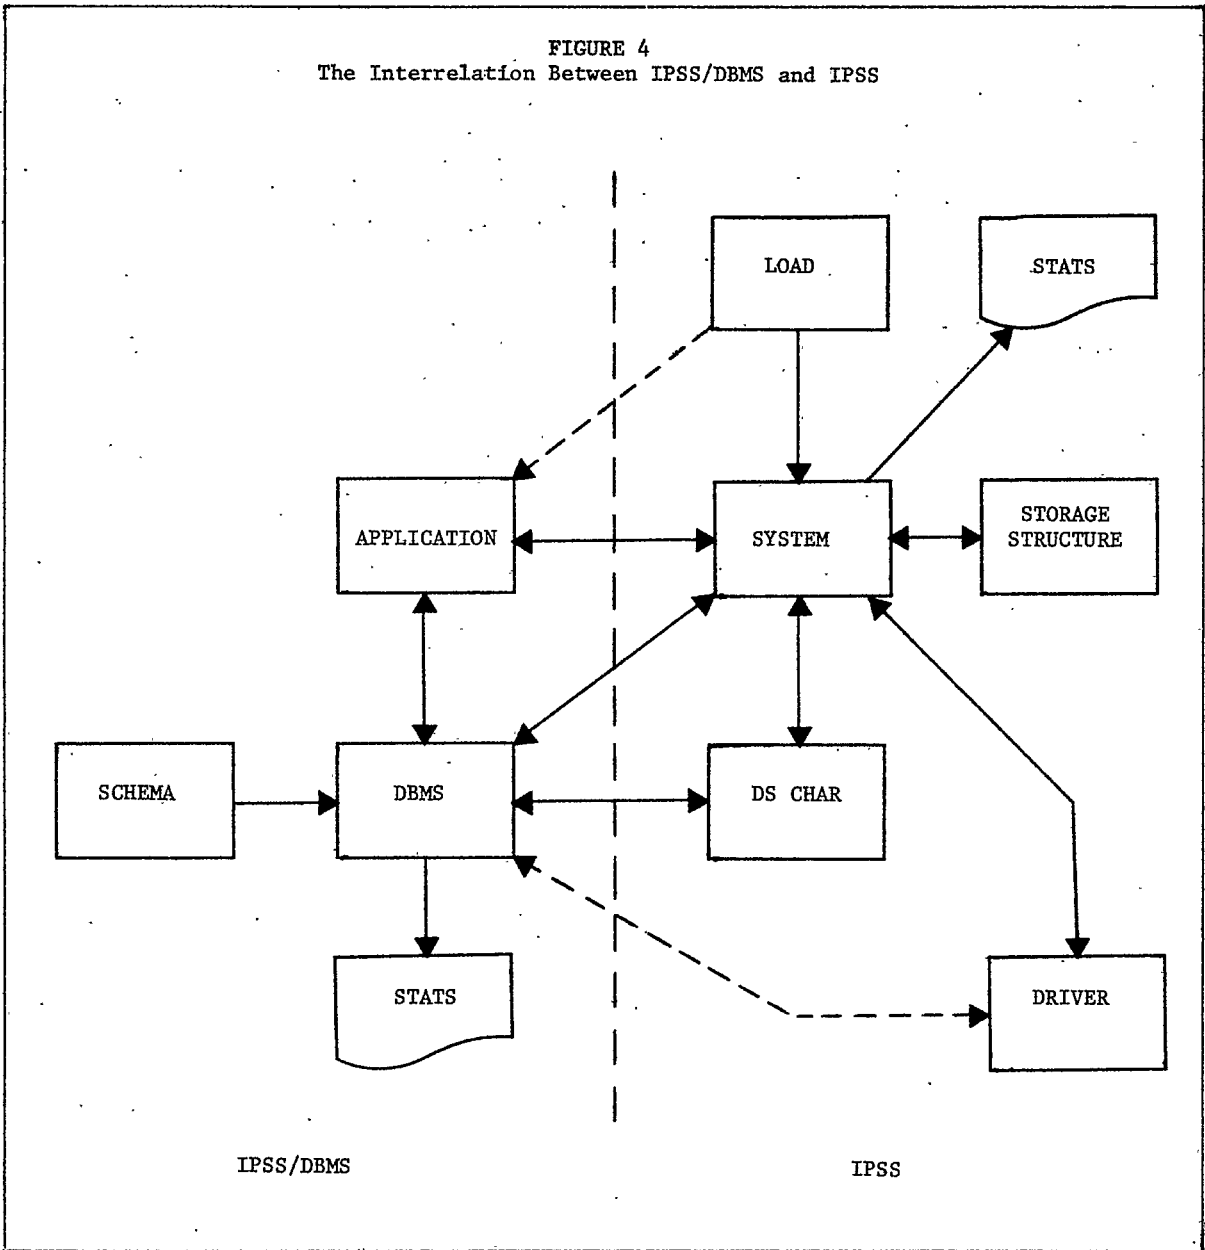 FIGURE 4
The Interrelation Between IPSS/DBMS and IPSS
LOAD
STATS
APPLICATION
SYSTEM
STORAGE
STRUCTURE
SCHEMA
DBMS
DS CHAR
STATS
DRIVER
IPSS/DBMS
IPSS